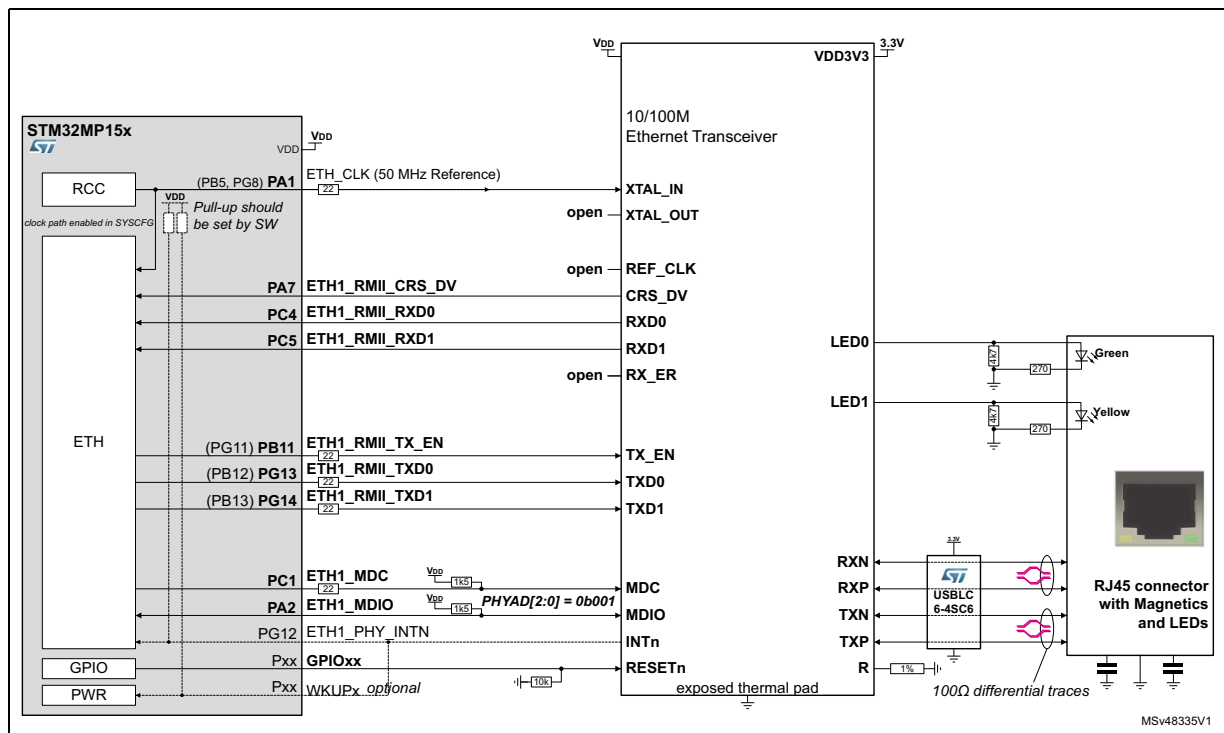 VDD
3.3V
VDD3V3
STM32MP15x
ST
VDD
VDD
10/100M
Ethernet Transceiver
RCC
(PB5, PG8) PA1
ETH_CLK (50 MHz Reference)
22
XTAL_IN
VDD
Pull-up should
be set by SW
clock path enabled in SYSCFG
open
XTAL_OUT
open
REF_CLK
PA7
ETH1_RMII_CRS_DV
CRS_DV
PC4
ETH1_RMII_RXD0
RXD0
PC5
ETH1_RMII_RXD1
RXD1
open
RX_ER
LED0
4k7
270
Green
LED1
4k7
270
Yellow
ETH
(PG11) PB11
ETH1_RMII_TX_EN
22
TX_EN
(PB12) PG13
ETH1_RMII_TXD0
22
TXD0
(PB13) PG14
ETH1_RMII_TXD1
22
TXD1
PC1
ETH1_MDC
22
VDD
1k5
MDC
PA2
ETH1_MDIO
VDD
1k5
PHYAD[2:0] = 0b001
MDIO
PG12
ETH1_PHY_INTN
INTn
GPIO
Pxx
GPIOxx
10k
RESETn
PWR
Pxx
WKUPx
optional
exposed thermal pad
RXN
RXP
TXN
TXP
R
1%
3.3V
ST
USBLC
6-4SC6
100Ω differential traces
RJ45 connector
with Magnetics
and LEDs
MSv48335V1